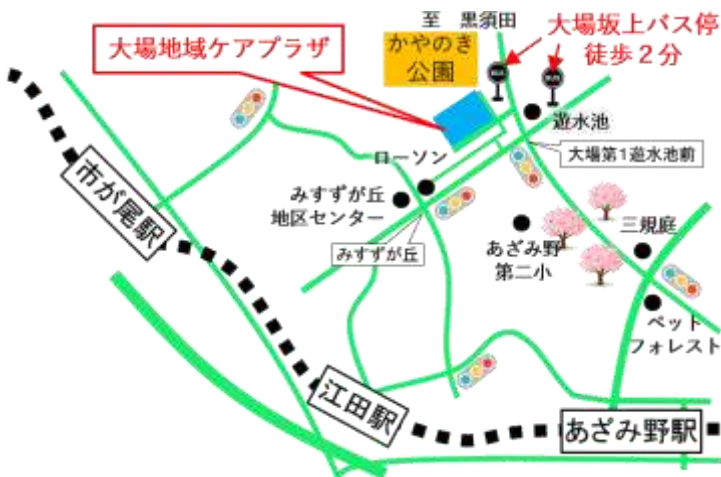 至 黒須田
大場坂上バス停
徒歩２分
大場地域ケアプラザ
かやのき
公園
遊水池
大場第1遊水池前
ローソン
みすずが丘
地区センター
みすずが丘
あざみ野
第二小
三規庭
ペット
フォレスト
市が尾駅
江田駅
あざみ野駅